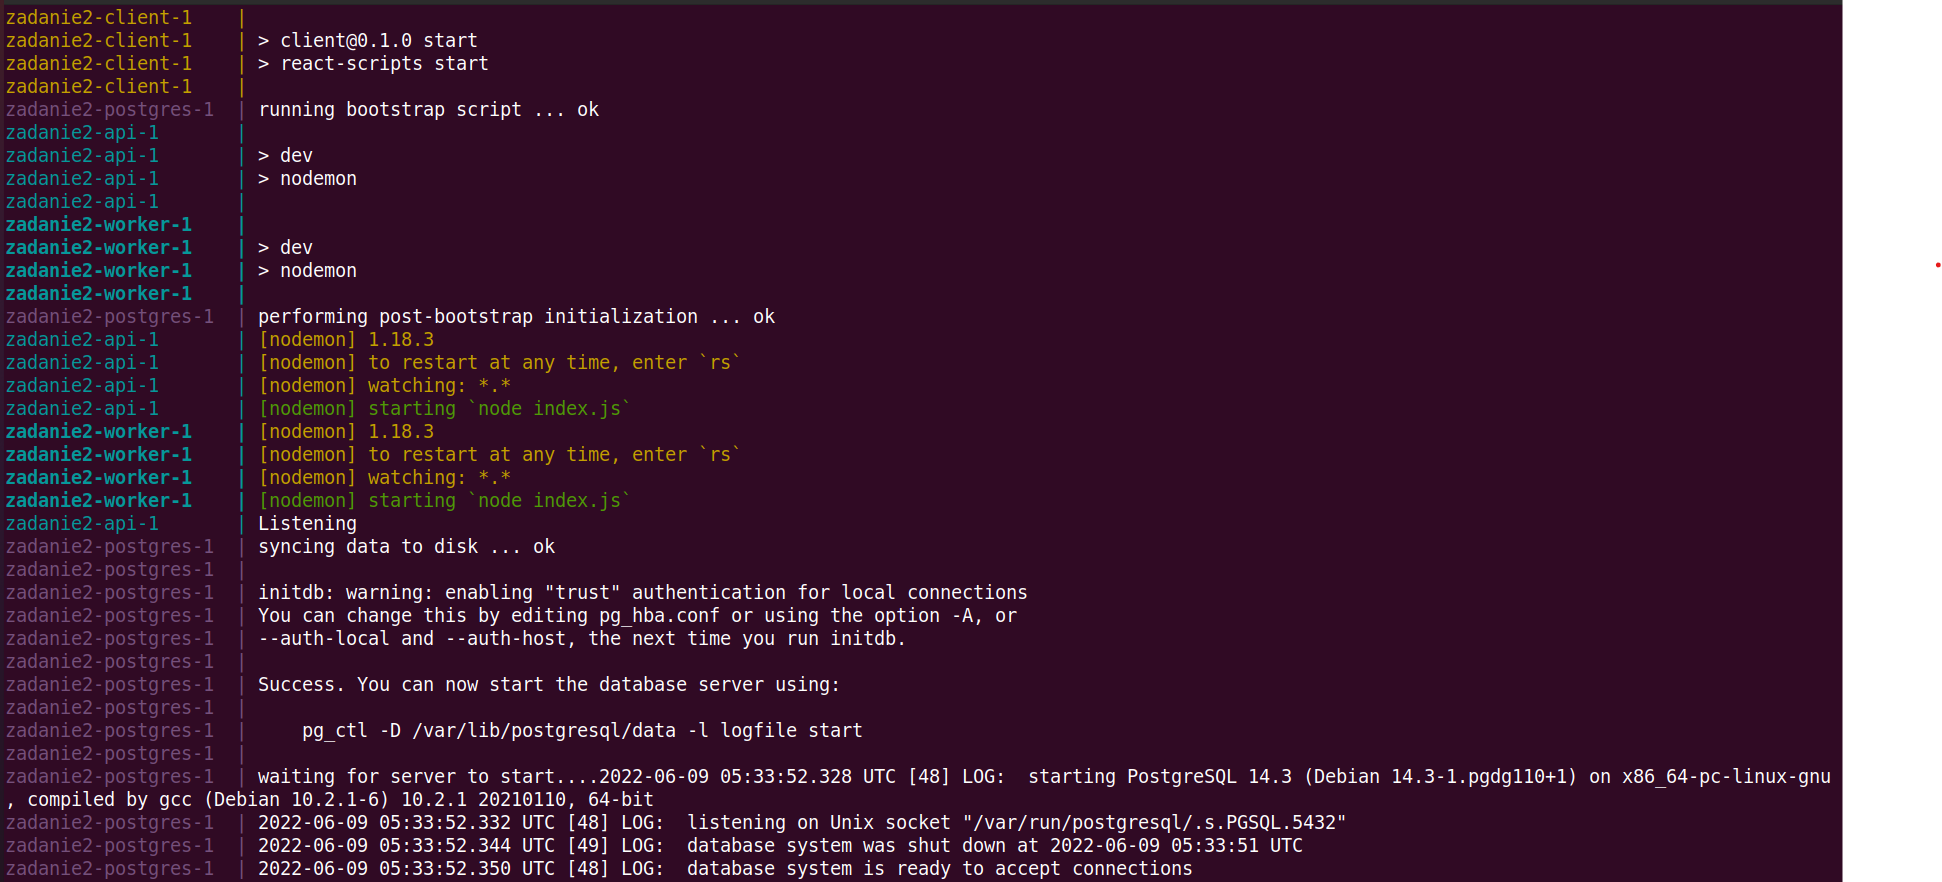 zadanie2-client-1    |
zadanie2-client-1    | > client@0.1.0 start
zadanie2-client-1    | > react-scripts start
zadanie2-client-1    |
zadanie2-postgres-1  | running bootstrap script ... ok
zadanie2-api-1       |
zadanie2-api-1       | > dev
zadanie2-api-1       | > nodemon
zadanie2-api-1       |
zadanie2-worker-1    |
zadanie2-worker-1    | > dev
zadanie2-worker-1    | > nodemon
zadanie2-worker-1    |
zadanie2-postgres-1  | performing post-bootstrap initialization ... ok
zadanie2-api-1       | [nodemon] 1.18.3
zadanie2-api-1       | [nodemon] to restart at any time, enter `rs`
zadanie2-api-1       | [nodemon] watching: *.*
zadanie2-api-1       | [nodemon] starting `node index.js`
zadanie2-worker-1    | [nodemon] 1.18.3
zadanie2-worker-1    | [nodemon] to restart at any time, enter `rs`
zadanie2-worker-1    | [nodemon] watching: *.*
zadanie2-worker-1    | [nodemon] starting `node index.js`
zadanie2-api-1       | Listening
zadanie2-postgres-1  | syncing data to disk ... ok
zadanie2-postgres-1  |
zadanie2-postgres-1  | initdb: warning: enabling "trust" authentication for local connections
zadanie2-postgres-1  | You can change this by editing pg_hba.conf or using the option -A, or
zadanie2-postgres-1  | --auth-local and --auth-host, the next time you run initdb.
zadanie2-postgres-1  |
zadanie2-postgres-1  | Success. You can now start the database server using:
zadanie2-postgres-1  |
zadanie2-postgres-1  |     pg_ctl -D /var/lib/postgresql/data -l logfile start
zadanie2-postgres-1  |
zadanie2-postgres-1  | waiting for server to start....2022-06-09 05:33:52.328 UTC [48] LOG:  starting PostgreSQL 14.3 (Debian 14.3-1.pgdg110+1) on x86_64-pc-linux-gnu
, compiled by gcc (Debian 10.2.1-6) 10.2.1 20210110, 64-bit
zadanie2-postgres-1  | 2022-06-09 05:33:52.332 UTC [48] LOG:  listening on Unix socket "/var/run/postgresql/.s.PGSQL.5432"
zadanie2-postgres-1  | 2022-06-09 05:33:52.344 UTC [49] LOG:  database system was shut down at 2022-06-09 05:33:51 UTC
zadanie2-postgres-1  | 2022-06-09 05:33:52.350 UTC [48] LOG:  database system is ready to accept connections